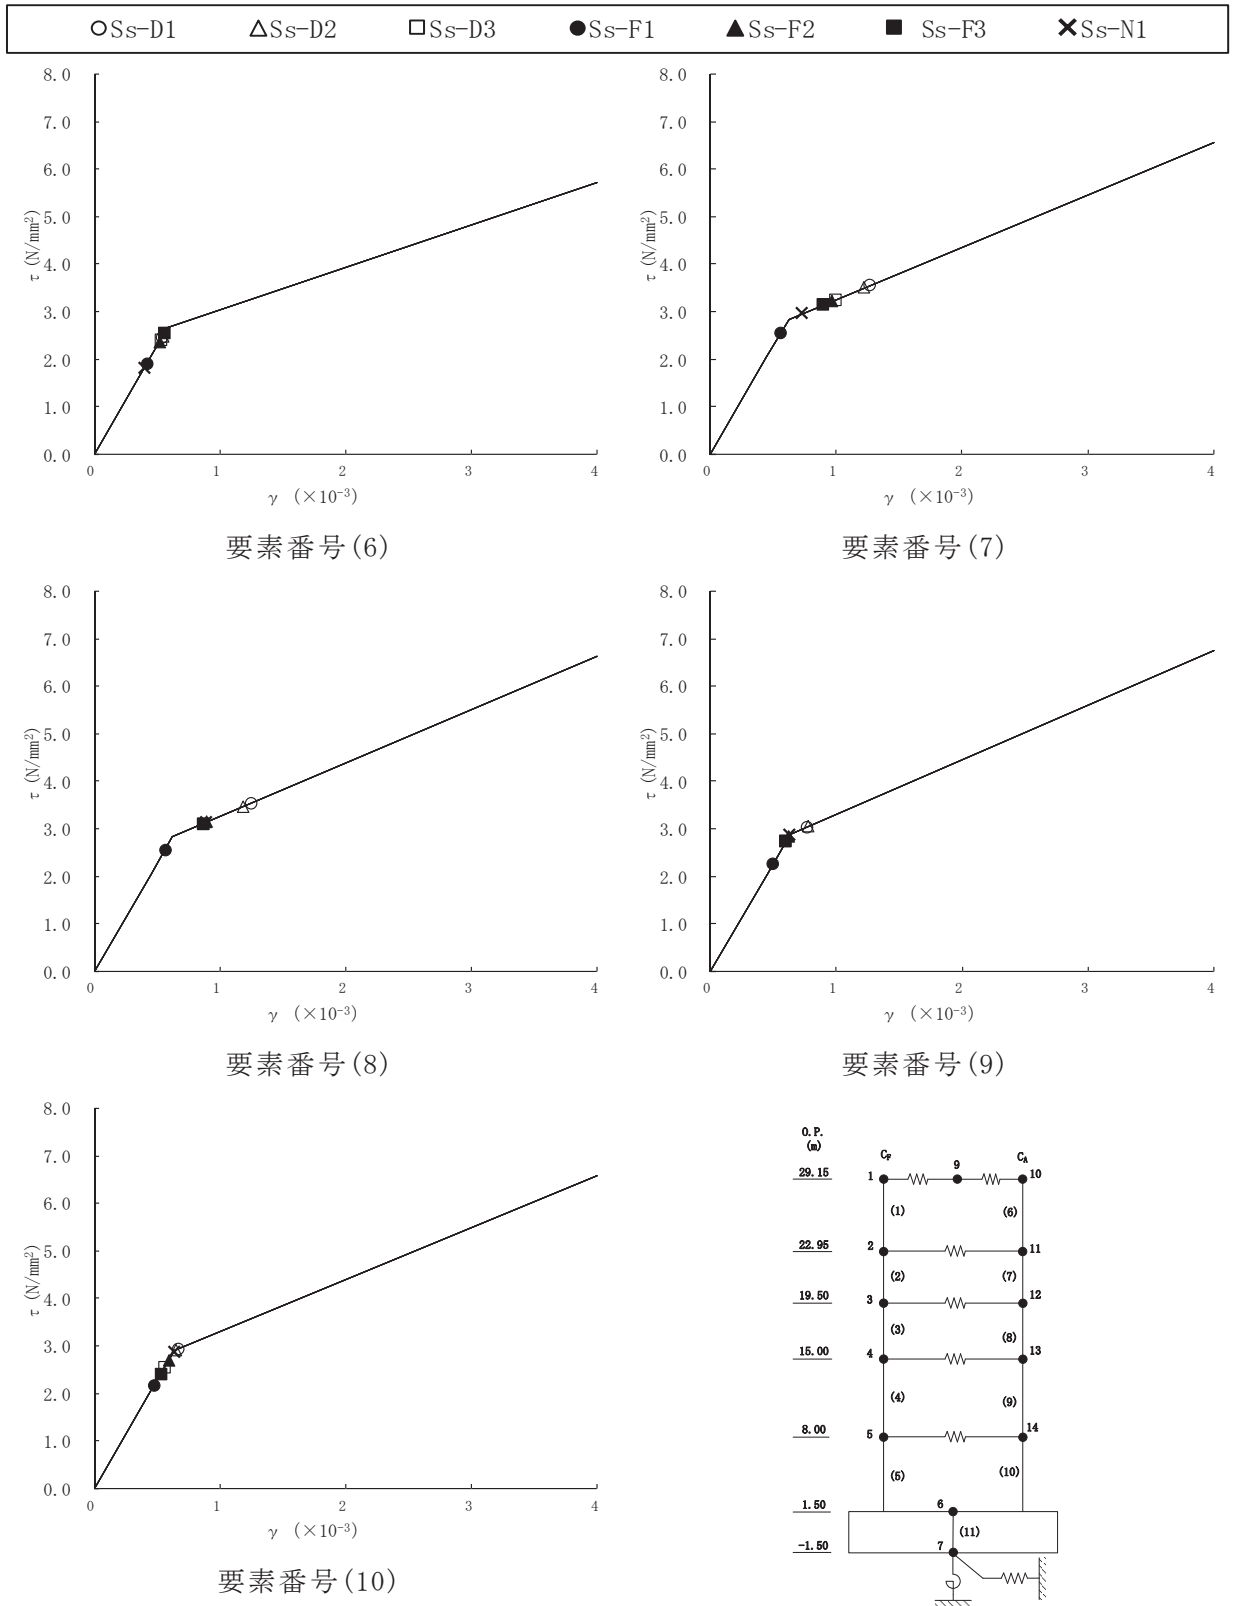 ○Ss-D1 △Ss-D2 □Ss-D3 ●Ss-F1 ▲Ss-F2 ■ Ss-F3 ×Ss-N1
8.0
7.0
6.0
5.0
4.0
3.0
2.0
1.0
0.0
τ (N/mm²)
0 1 2 3 4
γ (×10⁻³)
要素番号(6)
8.0
7.0
6.0
5.0
4.0
3.0
2.0
1.0
0.0
τ (N/mm²)
0 1 2 3 4
γ (×10⁻³)
要素番号(7)
8.0
7.0
6.0
5.0
4.0
3.0
2.0
1.0
0.0
τ (N/mm²)
0 1 2 3 4
γ (×10⁻³)
要素番号(8)
8.0
7.0
6.0
5.0
4.0
3.0
2.0
1.0
0.0
τ (N/mm²)
0 1 2 3 4
γ (×10⁻³)
要素番号(9)
8.0
7.0
6.0
5.0
4.0
3.0
2.0
1.0
0.0
τ (N/mm²)
0 1 2 3 4
γ (×10⁻³)
要素番号(10)
O.P.
(m)
C_F C_A
29.15 1 9 10
(1) (6)
22.95 2 11
(2) (7)
19.50 3 12
(3) (8)
15.00 4 13
(4) (9)
8.00 5 14
(5) (10)
1.50 6
(11)
-1.50 7